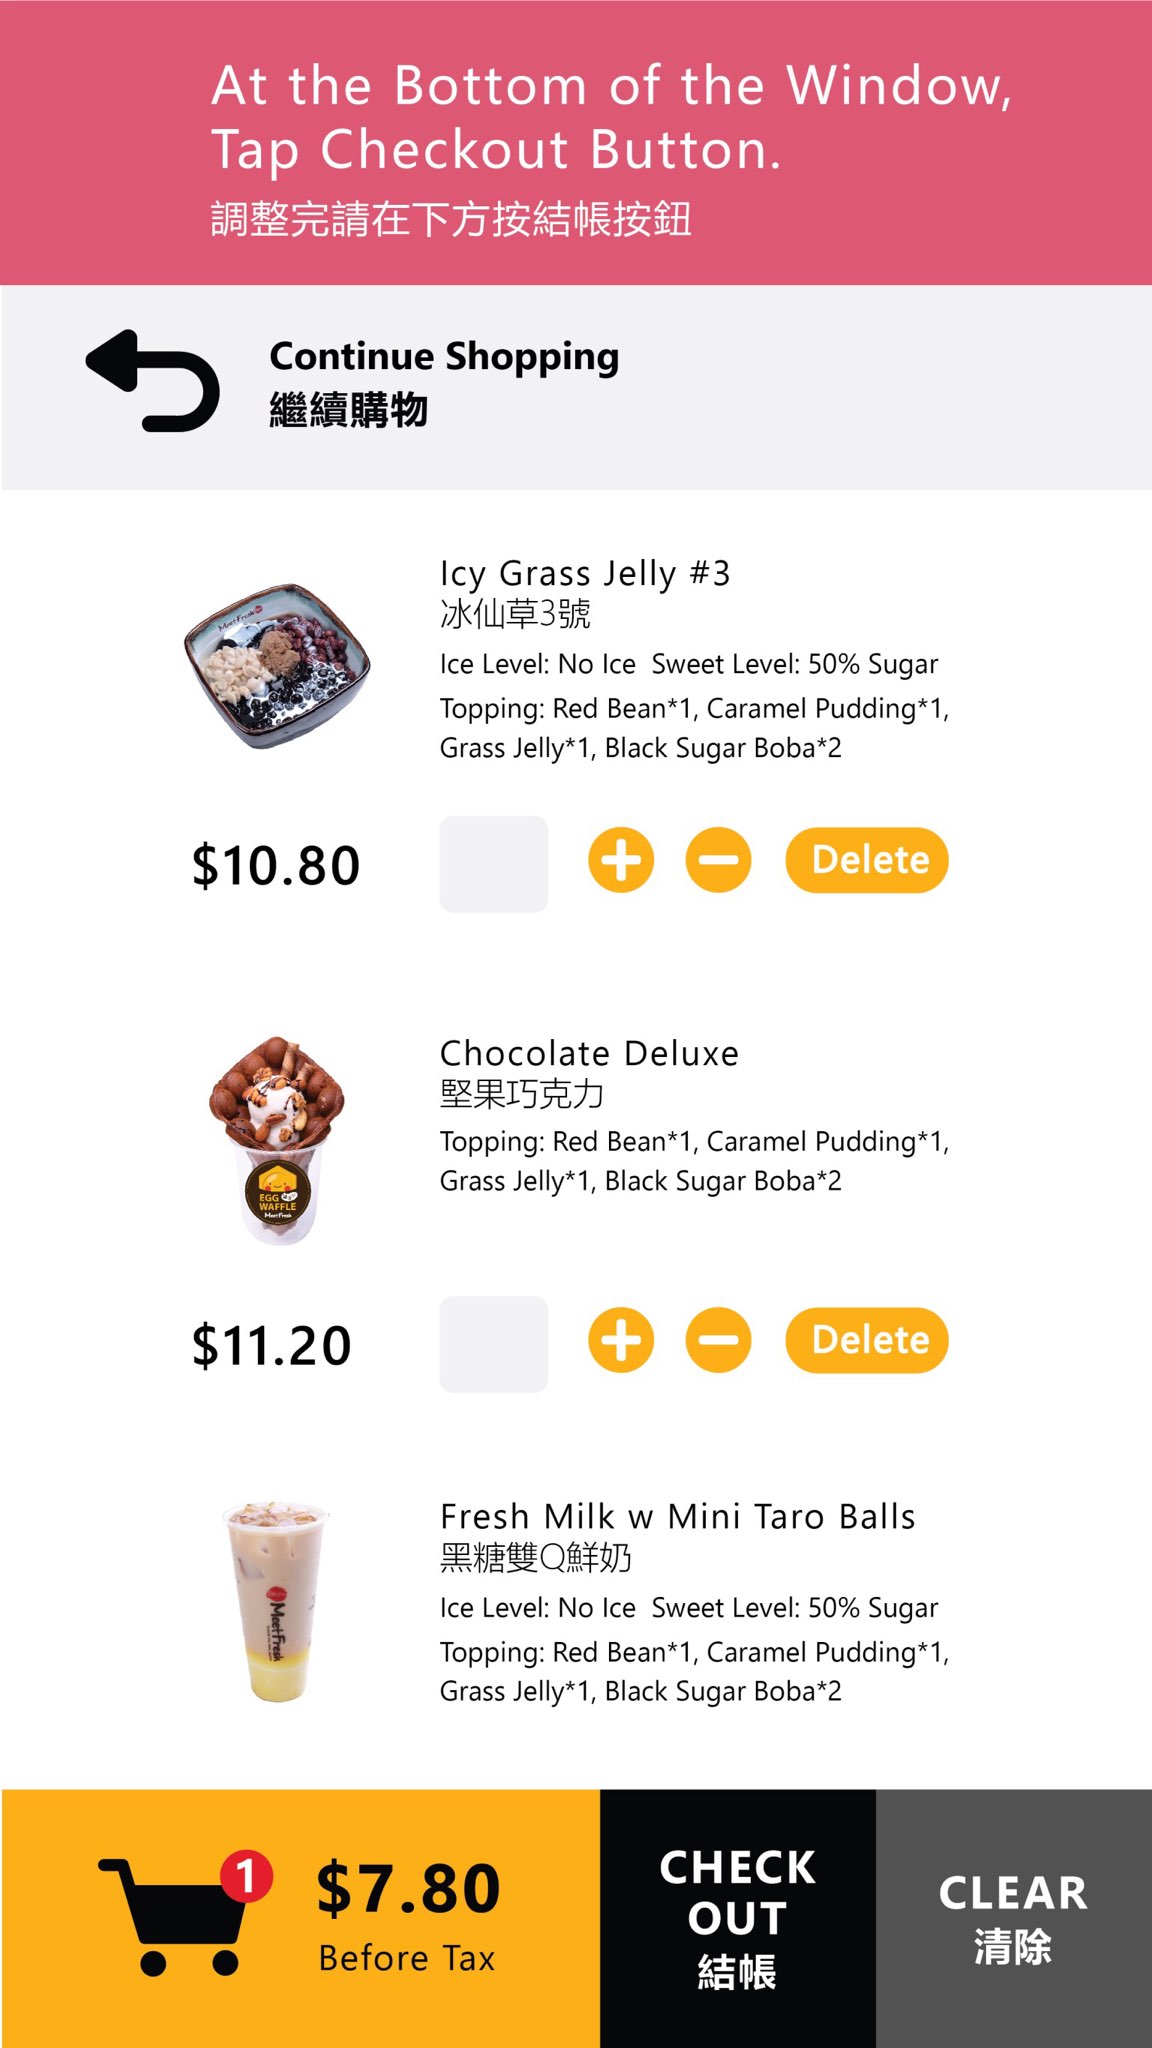 At the Bottom of the Window,
Tap Checkout Button.
調整完請在下方按結帳按鈕
Continue Shopping
繼續購物
Icy Grass Jelly #3
冰仙草3號
Ice Level: No Ice  Sweet Level: 50% Sugar
Topping: Red Bean*1, Caramel Pudding*1,
Grass Jelly*1, Black Sugar Boba*2
MeetFresh
$10.80
Delete
Chocolate Deluxe
堅果巧克力
Topping: Red Bean*1, Caramel Pudding*1,
Grass Jelly*1, Black Sugar Boba*2
EGG
WAFFLE
MeetFresh
$11.20
Delete
Fresh Milk w Mini Taro Balls
黑糖雙Q鮮奶
Ice Level: No Ice  Sweet Level: 50% Sugar
Topping: Red Bean*1, Caramel Pudding*1,
Grass Jelly*1, Black Sugar Boba*2
MeetFresh
1
$7.80
Before Tax
CHECK
OUT
結帳
CLEAR
清除